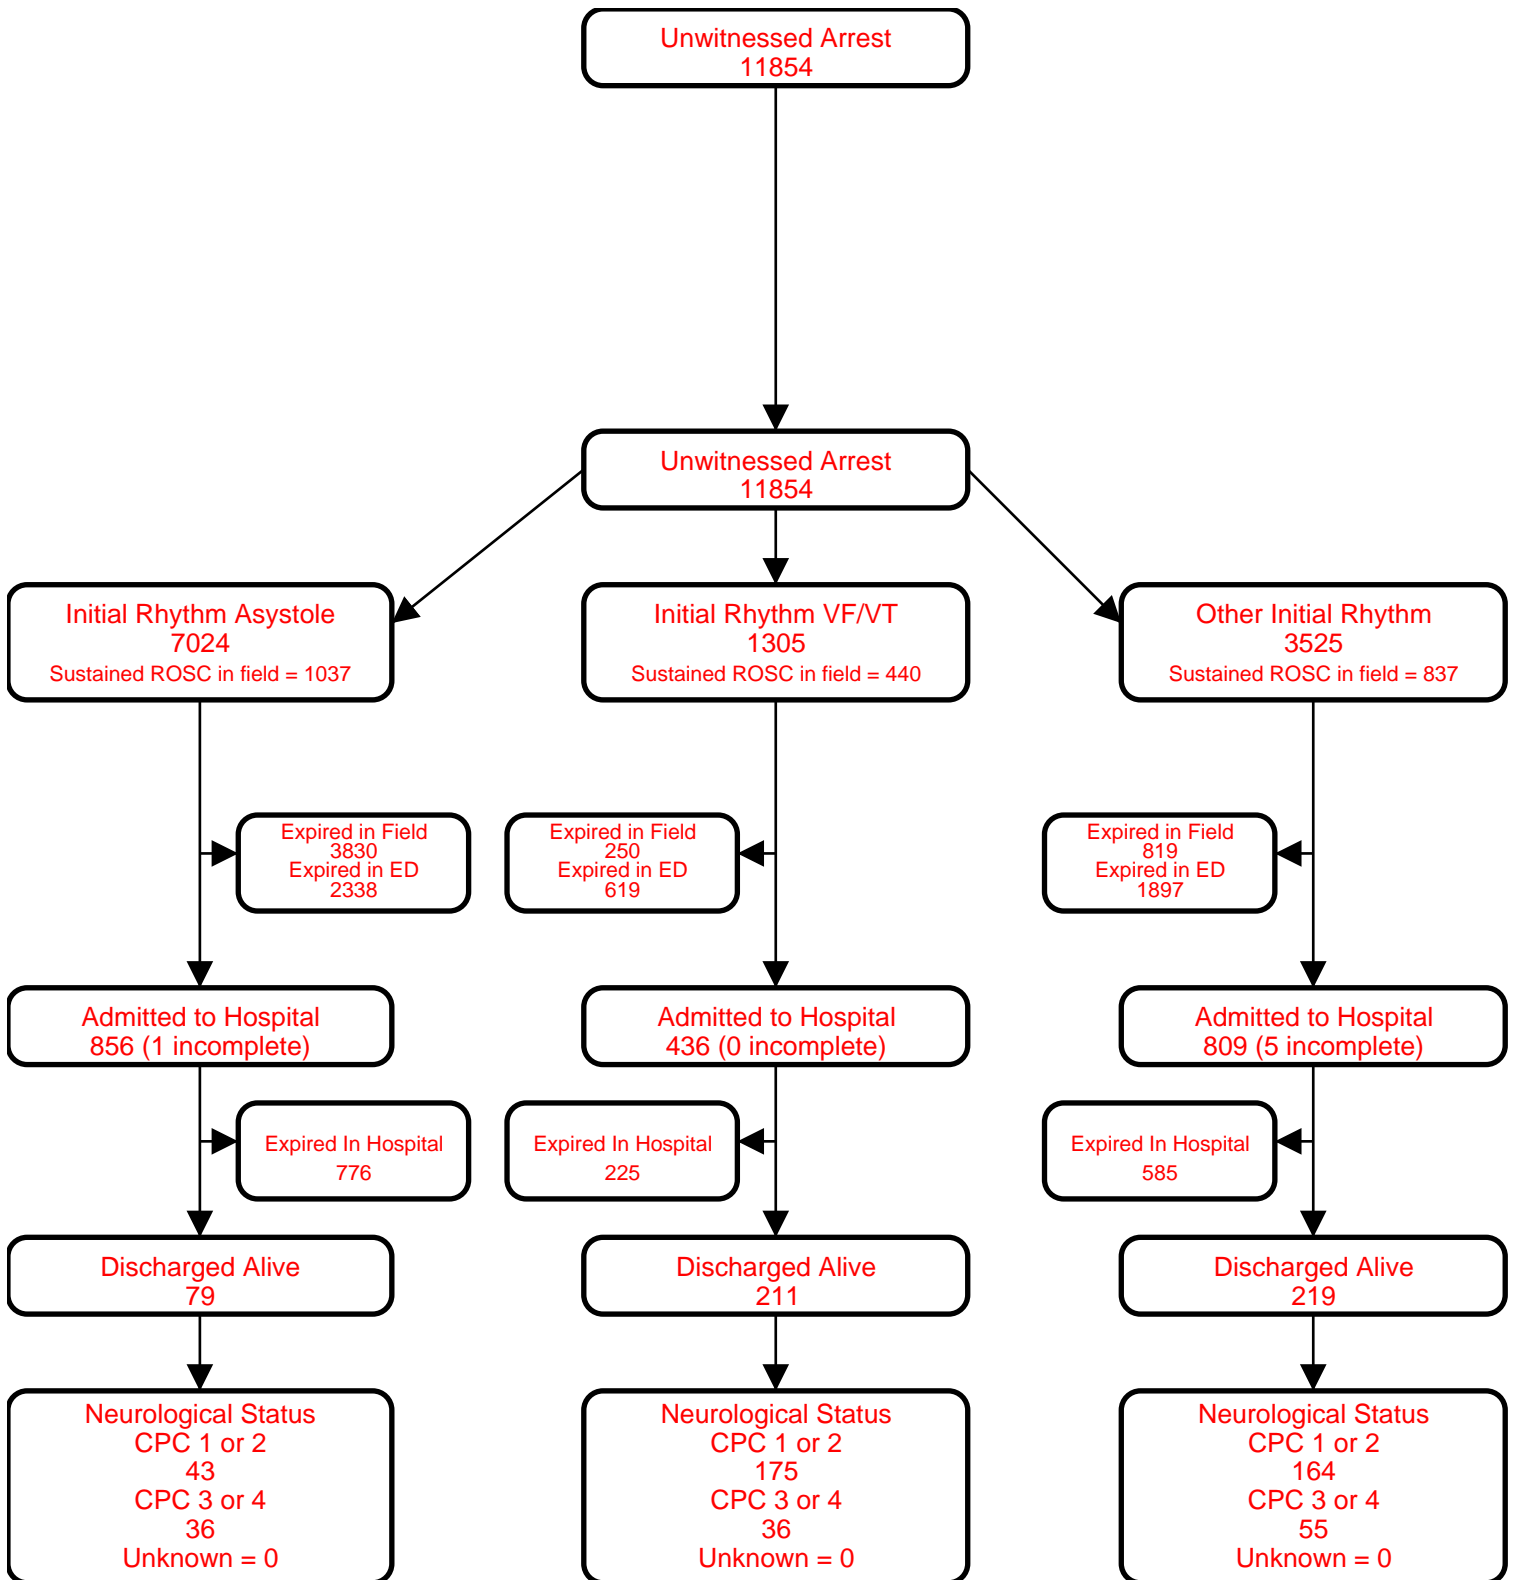 Unwitnessed Arrest
11854
Unwitnessed Arrest
11854
Initial Rhythm Asystole
7024
Sustained ROSC in field = 1037
Initial Rhythm VF/VT
1305
Sustained ROSC in field = 440
Other Initial Rhythm
3525
Sustained ROSC in field = 837
Expired in Field
3830
Expired in ED
2338
Expired in Field
250
Expired in ED
619
Expired in Field
819
Expired in ED
1897
Admitted to Hospital
856 (1 incomplete)
Admitted to Hospital
436 (0 incomplete)
Admitted to Hospital
809 (5 incomplete)
Expired In Hospital
776
Expired In Hospital
225
Expired In Hospital
585
Discharged Alive
79
Discharged Alive
211
Discharged Alive
219
Neurological Status
CPC 1 or 2
43
CPC 3 or 4
36
Unknown = 0
Neurological Status
CPC 1 or 2
175
CPC 3 or 4
36
Unknown = 0
Neurological Status
CPC 1 or 2
164
CPC 3 or 4
55
Unknown = 0